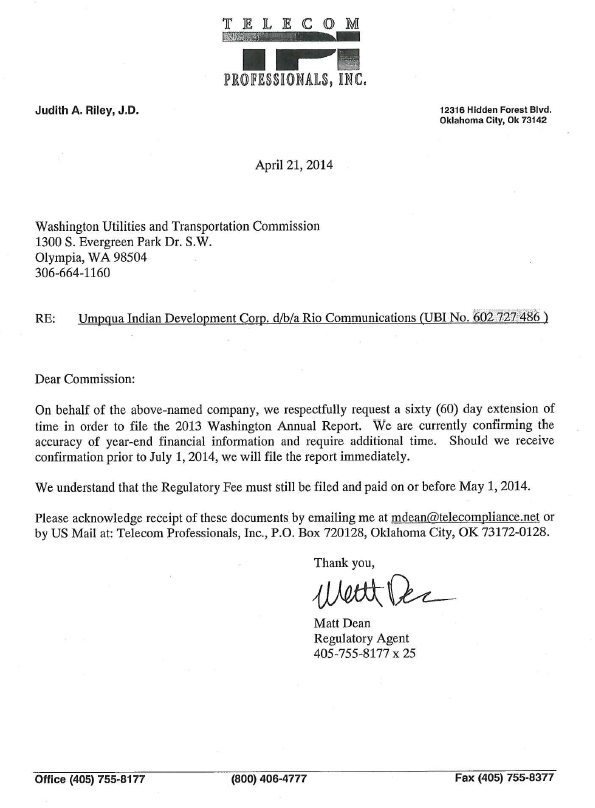 TELECOM
TPI
PROFESSIONALS, INC.
Judith A. Riley, J.D.
12316 Hidden Forest Blvd.
Oklahoma City, Ok 73142
April 21, 2014
Washington Utilities and Transportation Commission
1300 S. Evergreen Park Dr. S.W.
Olympia, WA 98504
306-664-1160
RE: Umpqua Indian Development Corp. d/b/a Rio Communications (UBI No. 602 727 486 )
Dear Commission:
On behalf of the above-named company, we respectfully request a sixty (60) day extension of
time in order to file the 2013 Washington Annual Report. We are currently confirming the
accuracy of year-end financial information and require additional time. Should we receive
confirmation prior to July 1, 2014, we will file the report immediately.
We understand that the Regulatory Fee must still be filed and paid on or before May 1, 2014.
Please acknowledge receipt of these documents by emailing me at mdean@telecompliance.net or
by US Mail at: Telecom Professionals, Inc., P.O. Box 720128, Oklahoma City, OK 73172-0128.
Thank you,
Matt Dean
Matt Dean
Regulatory Agent
405-755-8177 x 25
Office (405) 755-8177 (800) 406-4777 Fax (405) 755-8377